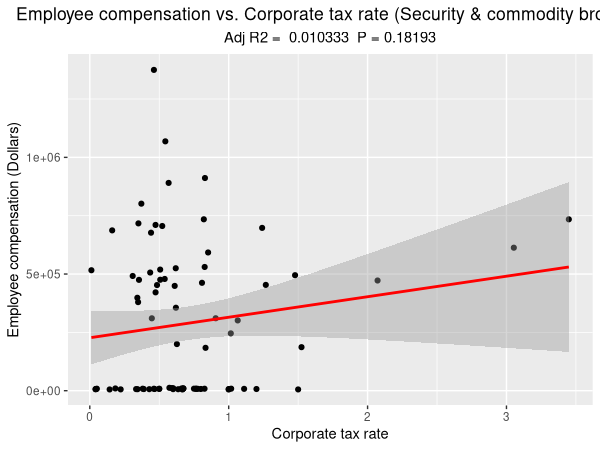 Employee compensation vs. Corporate tax rate (Security & commodity bro
Adj R2 = 0.010333 P = 0.18193
Employee compensation (Dollars)
1e+06
5e+05
0e+00
0 1 2 3
Corporate tax rate